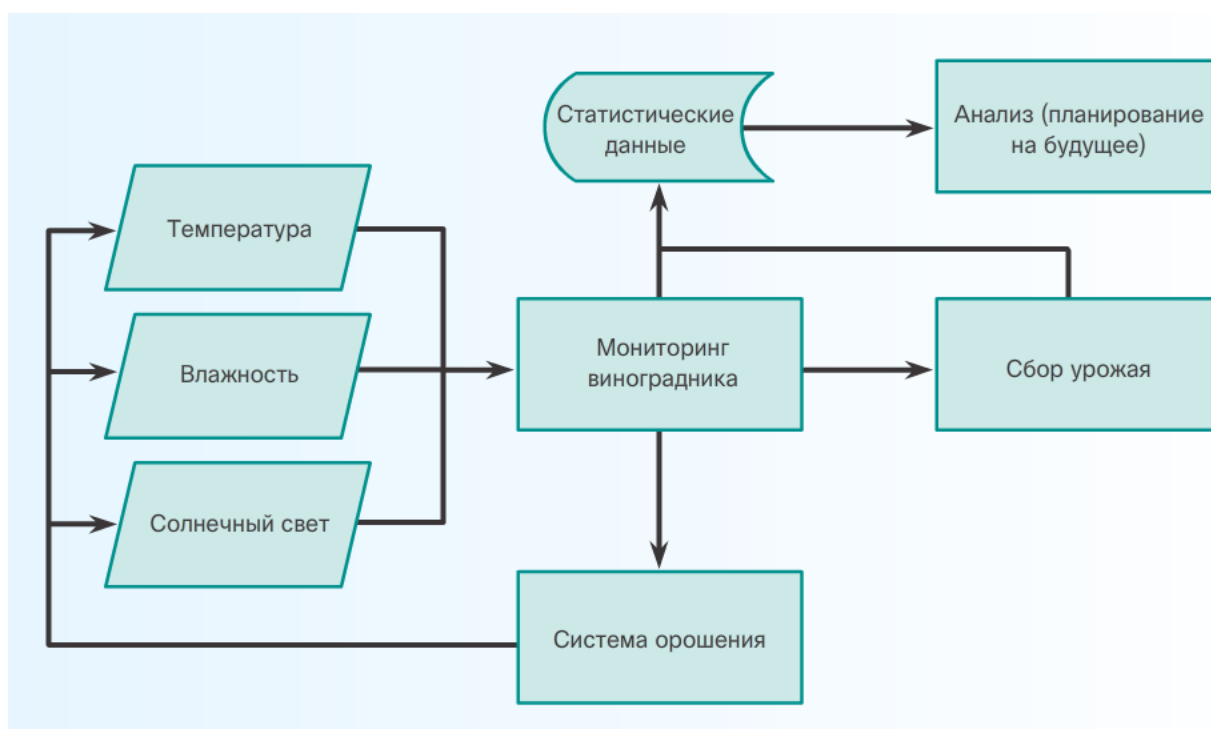 Статистические
данные
Анализ (планирование
на будущее)
Температура
Влажность
Мониторинг
виноградника
Сбор урожая
Солнечный свет
Система орошения